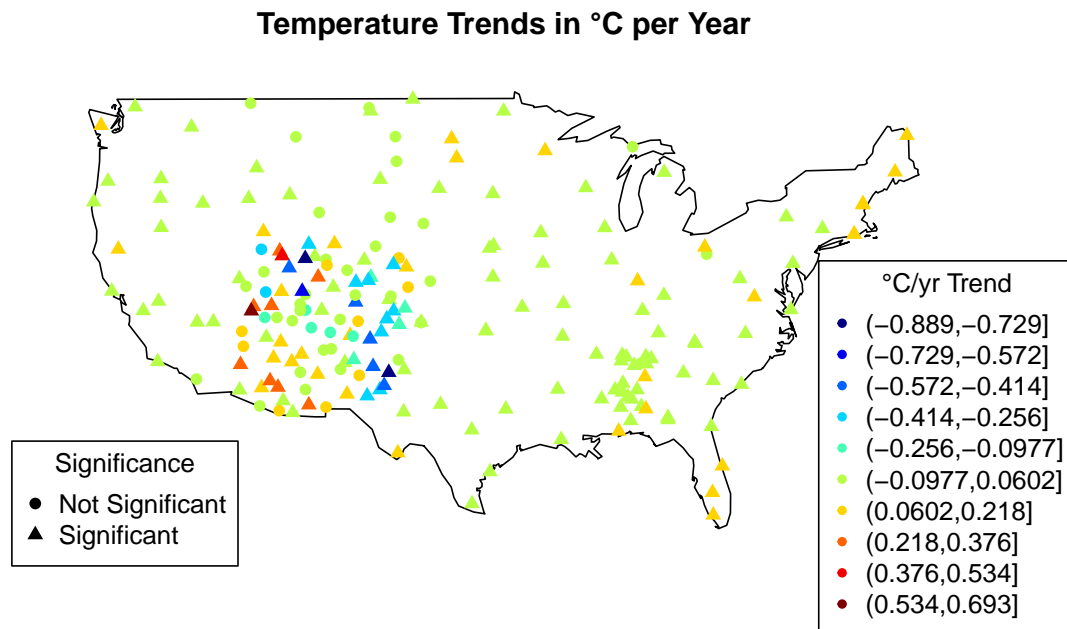 Temperature Trends in °C per Year
Significance
Not Significant
Significant
°C/yr Trend
(−0.889,−0.729]
(−0.729,−0.572]
(−0.572,−0.414]
(−0.414,−0.256]
(−0.256,−0.0977]
(−0.0977,0.0602]
(0.0602,0.218]
(0.218,0.376]
(0.376,0.534]
(0.534,0.693]